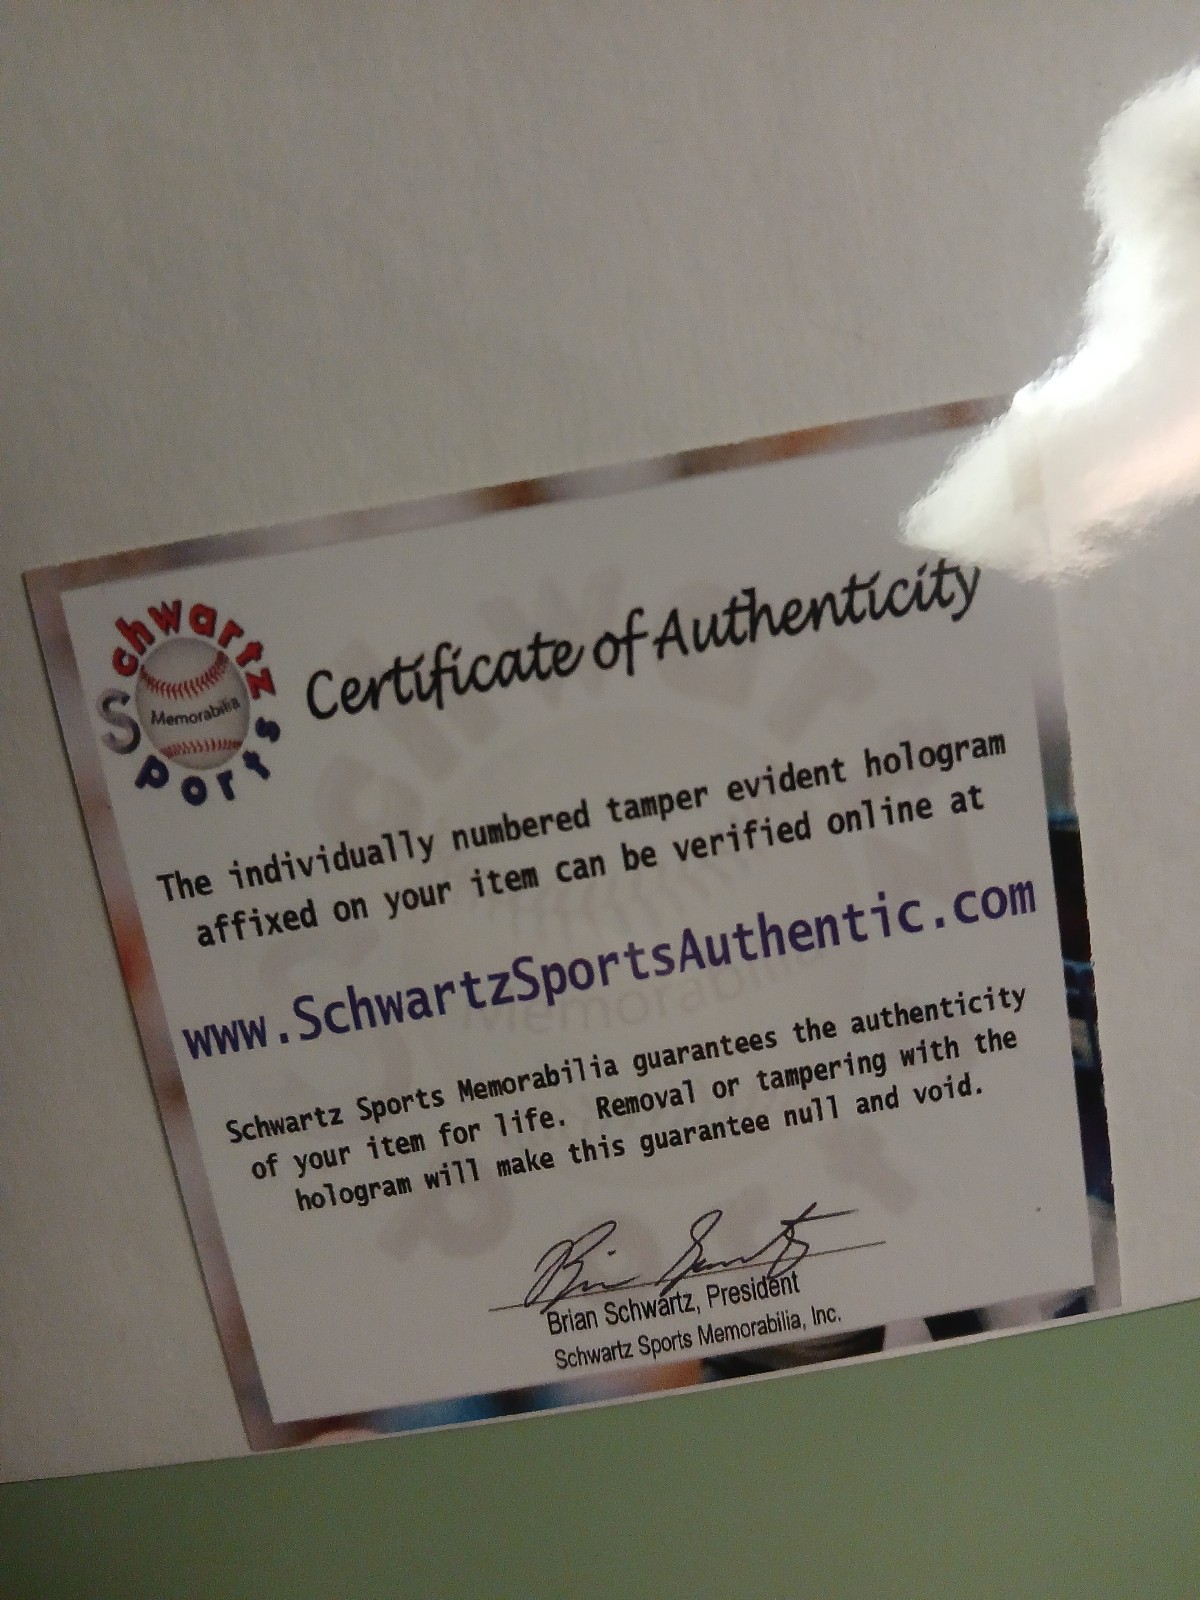 Schwartz
Memorabilia
Sports
Certificate of Authenticity
The individually numbered tamper evident hologram
affixed on your item can be verified online at
www.SchwartzSportsAuthentic.com
Schwartz Sports Memorabilia guarantees the authenticity
of your item for life. Removal or tampering with the
hologram will make this guarantee null and void.
Brian Schwartz
Brian Schwartz, President
Schwartz Sports Memorabilia, Inc.